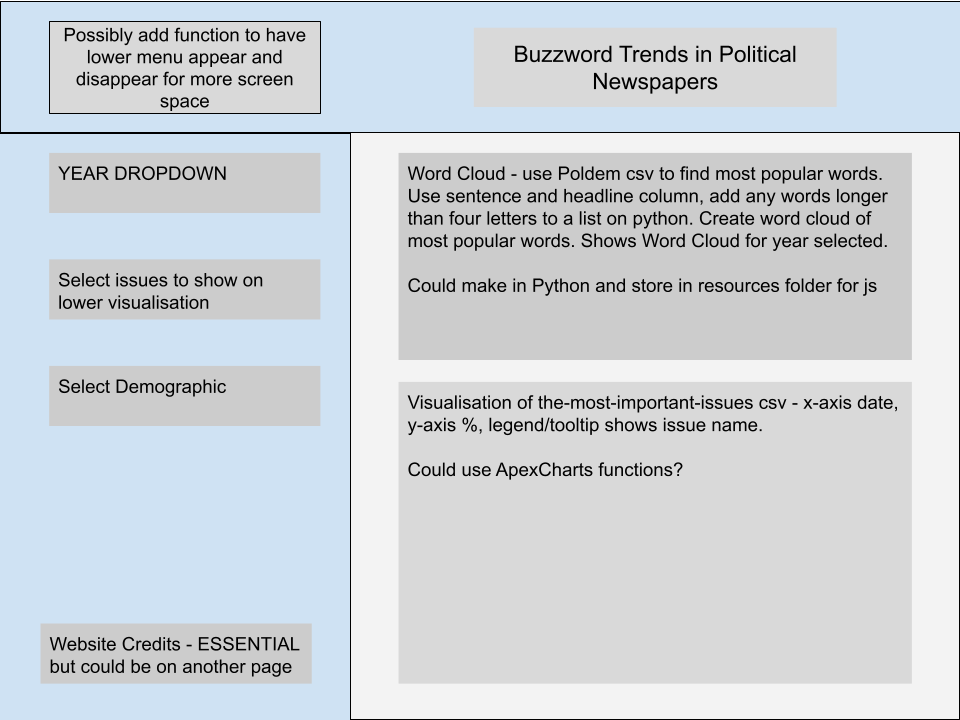 Possibly add function to have
lower menu appear and
disappear for more screen
space
Buzzword Trends in Political
Newspapers
YEAR DROPDOWN
Select issues to show on
lower visualisation
Select Demographic
Website Credits - ESSENTIAL
but could be on another page
Word Cloud - use Poldem csv to find most popular words.
Use sentence and headline column, add any words longer
than four letters to a list on python. Create word cloud of
most popular words. Shows Word Cloud for year selected.
Could make in Python and store in resources folder for js
Visualisation of the-most-important-issues csv - x-axis date,
y-axis %, legend/tooltip shows issue name.
Could use ApexCharts functions?